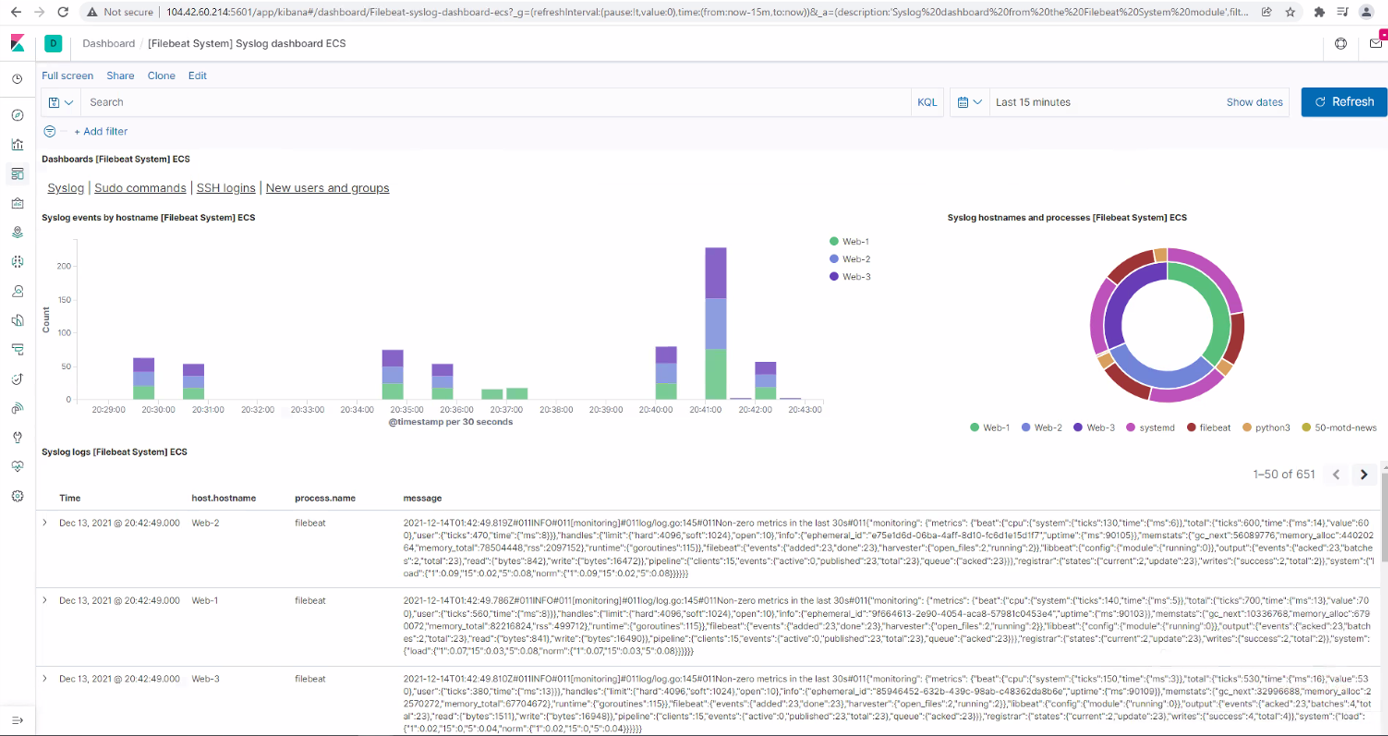 Not secure | 104.42.60.214:5601/app/kibana#/dashboard/Filebeat-syslog-dashboard-ecs?_g=(refreshInterval:(pause:!t,value:0),time:(from:now-15m,to:now))&_a=(description:'Syslog%20dashboard%20from%20the%20Filebeat%20System%20module',filt...
D Dashboard / [Filebeat System] Syslog dashboard ECS
Full screen Share Clone Edit
Search KQL Last 15 minutes Show dates Refresh
+ Add filter
Dashboards [Filebeat System] ECS
Syslog | Sudo commands | SSH logins | New users and groups
Syslog events by hostname [Filebeat System] ECS
200
150
100
50
0
Count
20:29:00 20:30:00 20:31:00 20:32:00 20:33:00 20:34:00 20:35:00 20:36:00 20:37:00 20:38:00 20:39:00 20:40:00 20:41:00 20:42:00 20:43:00
@timestamp per 30 seconds
Web-1
Web-2
Web-3
Syslog hostnames and processes [Filebeat System] ECS
Web-1 Web-2 Web-3 systemd filebeat python3 50-motd-news
Syslog logs [Filebeat System] ECS
1–50 of 651
Time host.hostname process.name message
Dec 13, 2021 @ 20:42:49.000 Web-2 filebeat 2021-12-14T01:42:49.819Z#011INFO#011[monitoring]#011log/log.go:145#011Non-zero metrics in the last 30s#011{"monitoring": {"metrics": {"beat":{"cpu":{"system":{"ticks":130,"time":{"ms":6}},"total":{"ticks":600,"time":{"ms":14},"value":60
0},"user":{"ticks":470,"time":{"ms":8}}},"handles":{"limit":{"hard":4096,"soft":1024},"open":10},"info":{"ephemeral_id":"e75e1d6d-06ba-4aff-8d10-fc6d1e15d1f7","uptime":{"ms":90105}},"memstats":{"gc_next":56089776,"memory_alloc":440202
64,"memory_total":78504448,"rss":2097152},"runtime":{"goroutines":115}},"filebeat":{"events":{"added":23,"done":23},"harvester":{"open_files":2,"running":2}},"libbeat":{"config":{"module":{"running":0}},"output":{"events":{"acked":23,"batches
":2,"total":23},"read":{"bytes":842},"write":{"bytes":16472}},"pipeline":{"clients":15,"events":{"active":0,"published":23,"total":23},"queue":{"acked":23}}},"registrar":{"states":{"current":2,"update":23},"writes":{"success":2,"total":2}},"system":{"l
oad":{"1":0.09,"15":0.02,"5":0.08,"norm":{"1":0.09,"15":0.02,"5":0.08}}}}}}
Dec 13, 2021 @ 20:42:49.000 Web-1 filebeat 2021-12-14T01:42:49.786Z#011INFO#011[monitoring]#011log/log.go:145#011Non-zero metrics in the last 30s#011{"monitoring": {"metrics": {"beat":{"cpu":{"system":{"ticks":140,"time":{"ms":5}},"total":{"ticks":700,"time":{"ms":13},"value":70
0},"user":{"ticks":560,"time":{"ms":8}}},"handles":{"limit":{"hard":4096,"soft":1024},"open":10},"info":{"ephemeral_id":"9f664613-2e90-4054-aca8-57981c0453e4","uptime":{"ms":90103}},"memstats":{"gc_next":10336768,"memory_alloc":679
0072,"memory_total":82216824,"rss":499712},"runtime":{"goroutines":115}},"filebeat":{"events":{"added":23,"done":23},"harvester":{"open_files":2,"running":2}},"libbeat":{"config":{"module":{"running":0}},"output":{"events":{"acked":23,"batch
es":2,"total":23},"read":{"bytes":841},"write":{"bytes":16490}},"pipeline":{"clients":15,"events":{"active":0,"published":23,"total":23},"queue":{"acked":23}}},"registrar":{"states":{"current":2,"update":23},"writes":{"success":2,"total":2}},"system":
{"load":{"1":0.07,"15":0.03,"5":0.08,"norm":{"1":0.07,"15":0.03,"5":0.08}}}}}}
Dec 13, 2021 @ 20:42:49.000 Web-3 filebeat 2021-12-14T01:42:49.810Z#011INFO#011[monitoring]#011log/log.go:145#011Non-zero metrics in the last 30s#011{"monitoring": {"metrics": {"beat":{"cpu":{"system":{"ticks":150,"time":{"ms":3}},"total":{"ticks":530,"time":{"ms":16},"value":53
0},"user":{"ticks":380,"time":{"ms":13}}},"handles":{"limit":{"hard":4096,"soft":1024},"open":10},"info":{"ephemeral_id":"85946452-632b-439c-98ab-c48362da8b6e","uptime":{"ms":90109}},"memstats":{"gc_next":32996688,"memory_alloc":2
2570272,"memory_total":67704672},"runtime":{"goroutines":115}},"filebeat":{"events":{"added":23,"done":23},"harvester":{"open_files":2,"running":2}},"libbeat":{"config":{"module":{"running":0}},"output":{"events":{"acked":23,"batches":4,"tot
al":23},"read":{"bytes":1511},"write":{"bytes":16948}},"pipeline":{"clients":15,"events":{"active":0,"published":23,"total":23},"queue":{"acked":23}}},"registrar":{"states":{"current":2,"update":23},"writes":{"success":4,"total":4}},"system":{"load":
{"1":0.02,"15":0,"5":0.04,"norm":{"1":0.02,"15":0,"5":0.04}}}}}}